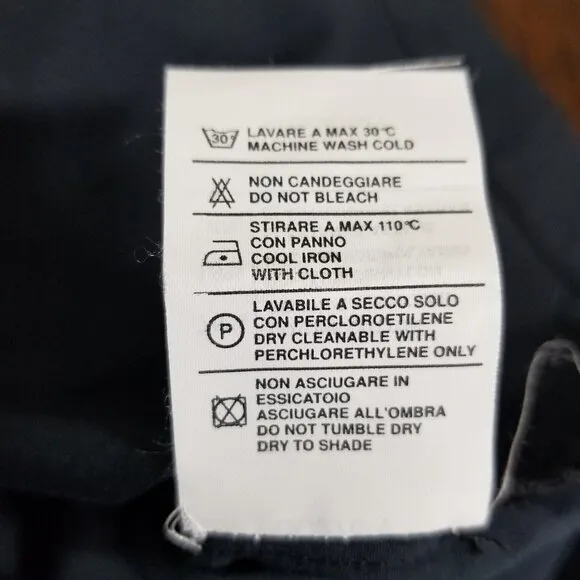 30° LAVARE A MAX 30°C
MACHINE WASH COLD
NON CANDEGGIARE
DO NOT BLEACH
STIRARE A MAX 110°C
CON PANNO
COOL IRON
WITH CLOTH
P
LAVABILE A SECCO SOLO
CON PERCLOROETILENE
DRY CLEANABLE WITH
PERCHLORETHYLENE ONLY
NON ASCIUGARE IN
ESSICATOIO
ASCIUGARE ALL'OMBRA
DO NOT TUMBLE DRY
DRY TO SHADE